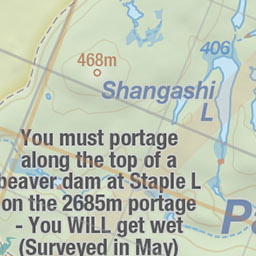 468m
406
Shangashi
L
You must portage
along the top of a
beaver dam at Staple L
on the 2685m portage
- You WILL get wet
(Surveyed in May)